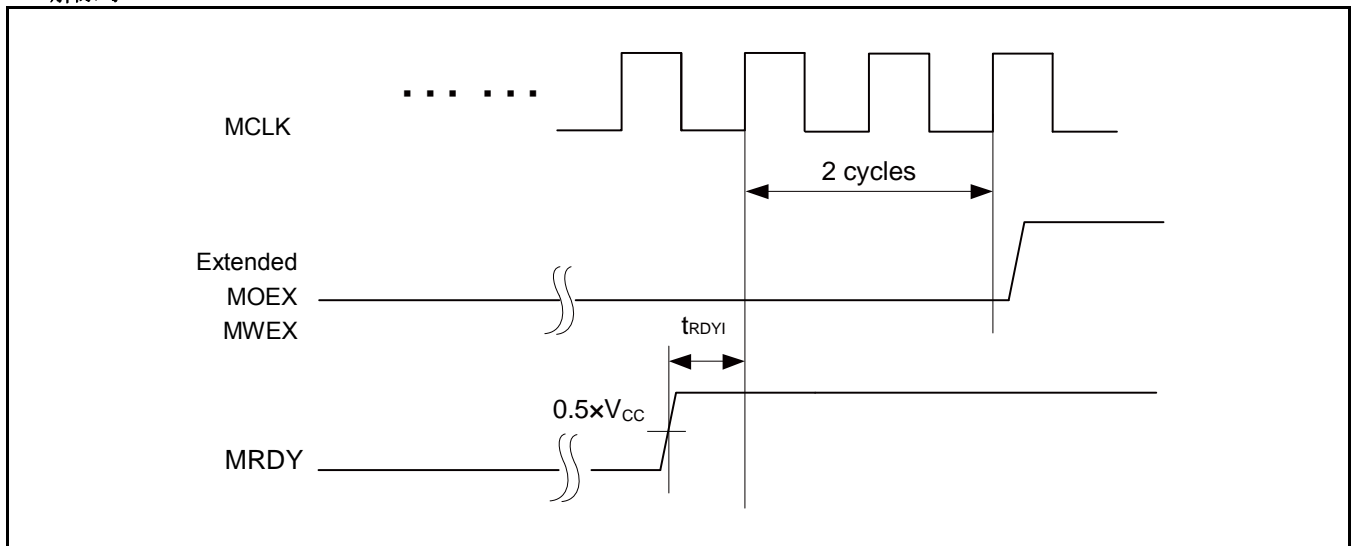 MCLK
2 cycles
Extended
MOEX
MWEX
tRDYI
0.5×VCC
MRDY